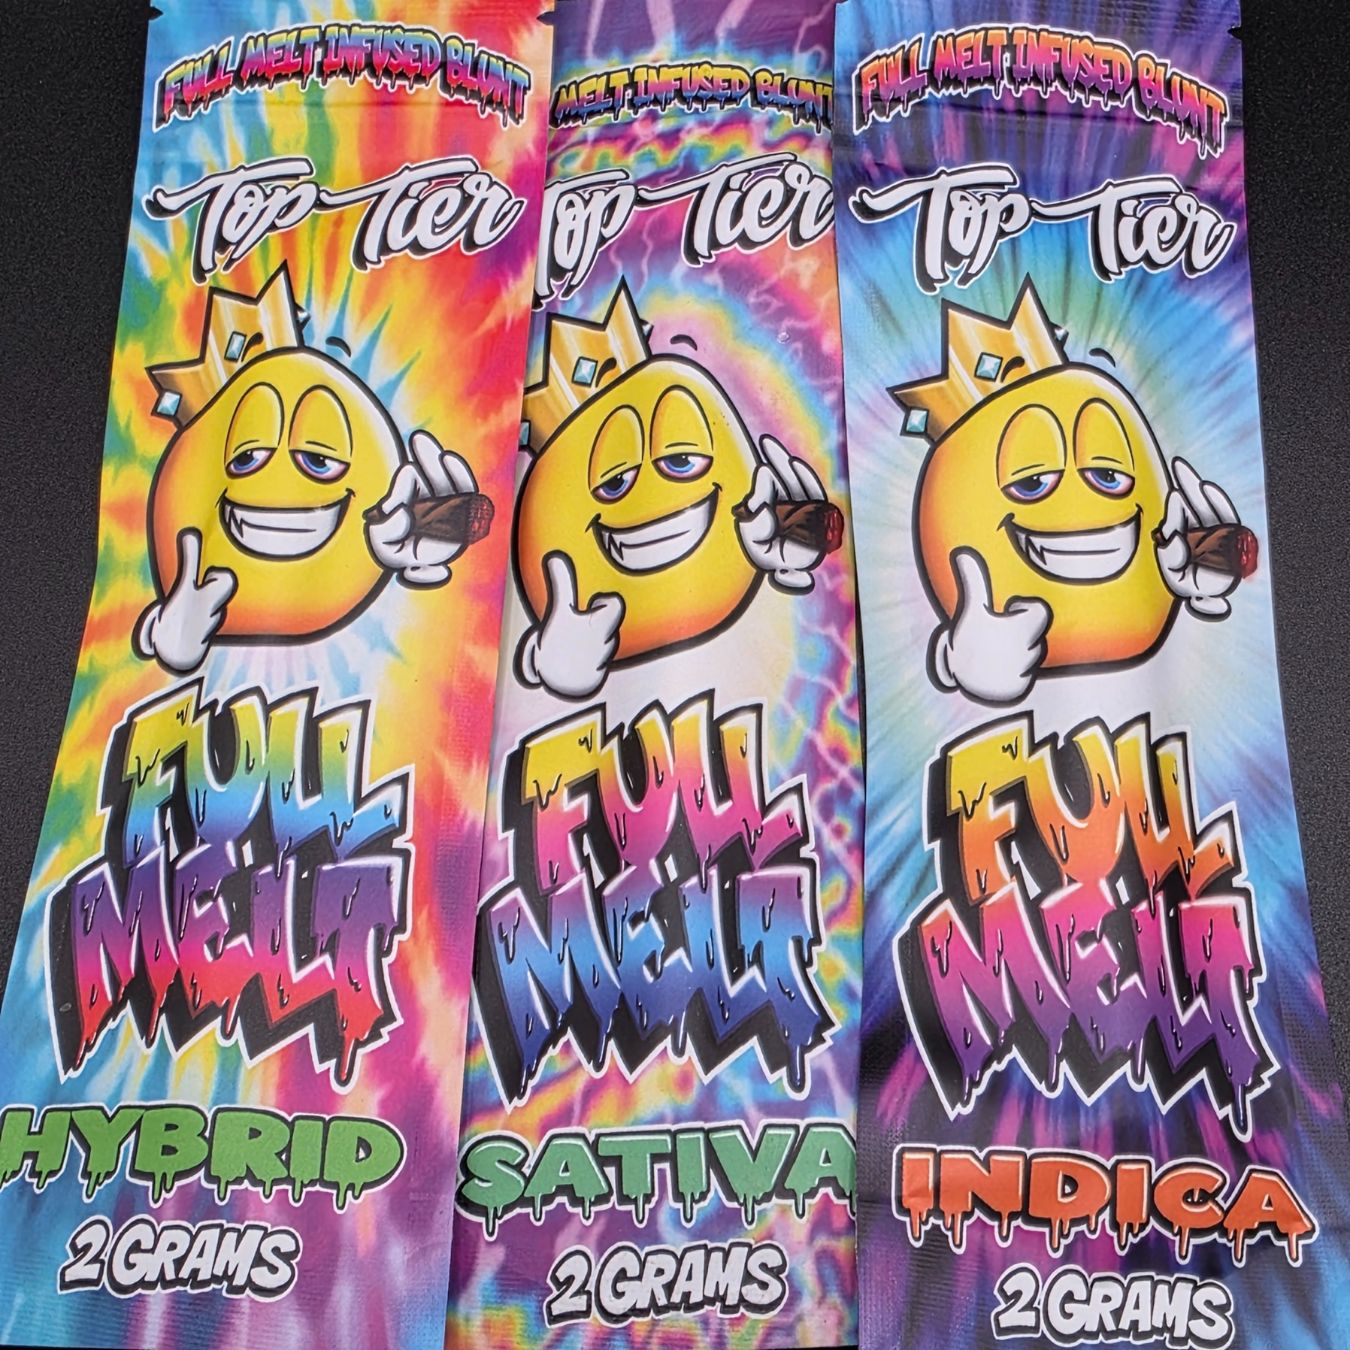 FULL MELT INFUSED BLUNT
Top Tier
FULL
MELT
HYBRID
2 GRAMS
MELT INFUSED BLUNT
Top Tier
FULL
MELT
SATIVA
2 GRAMS
FULL MELT INFUSED BLUNT
Top Tier
FULL
MELT
INDICA
2 GRAMS